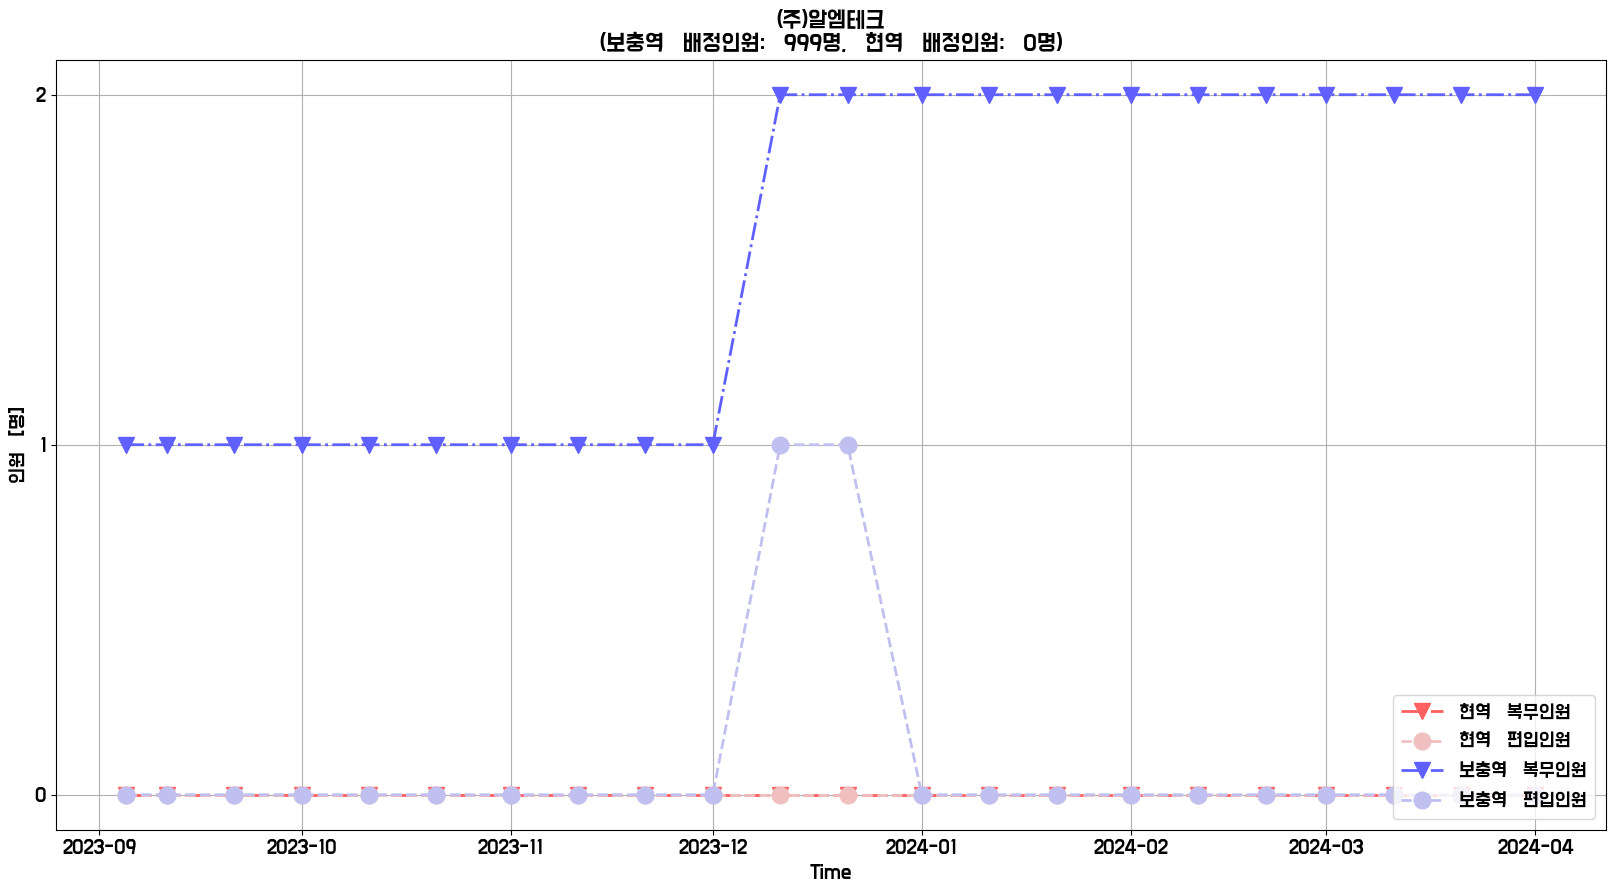 (주)알엠테크
(보충역 배정인원: 999명, 현역 배정인원: 0명)
인원 [명]
2
1
0
2023-09 2023-10 2023-11 2023-12 2024-01 2024-02 2024-03 2024-04
Time
현역 복무인원
현역 편입인원
보충역 복무인원
보충역 편입인원